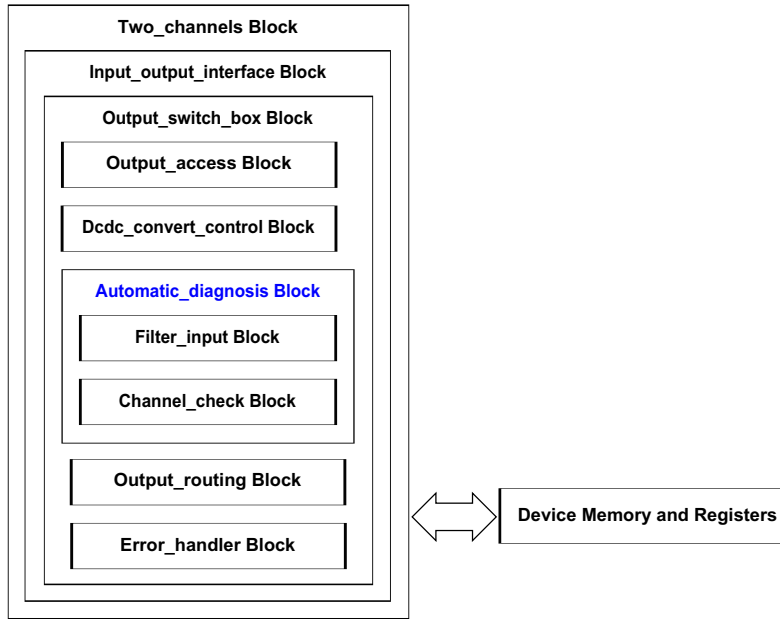 Two_channels Block
Input_output_interface Block
Output_switch_box Block
Output_access Block
Dcdc_convert_control Block
Automatic_diagnosis Block
Filter_input Block
Channel_check Block
Output_routing Block
Error_handler Block
Device Memory and Registers